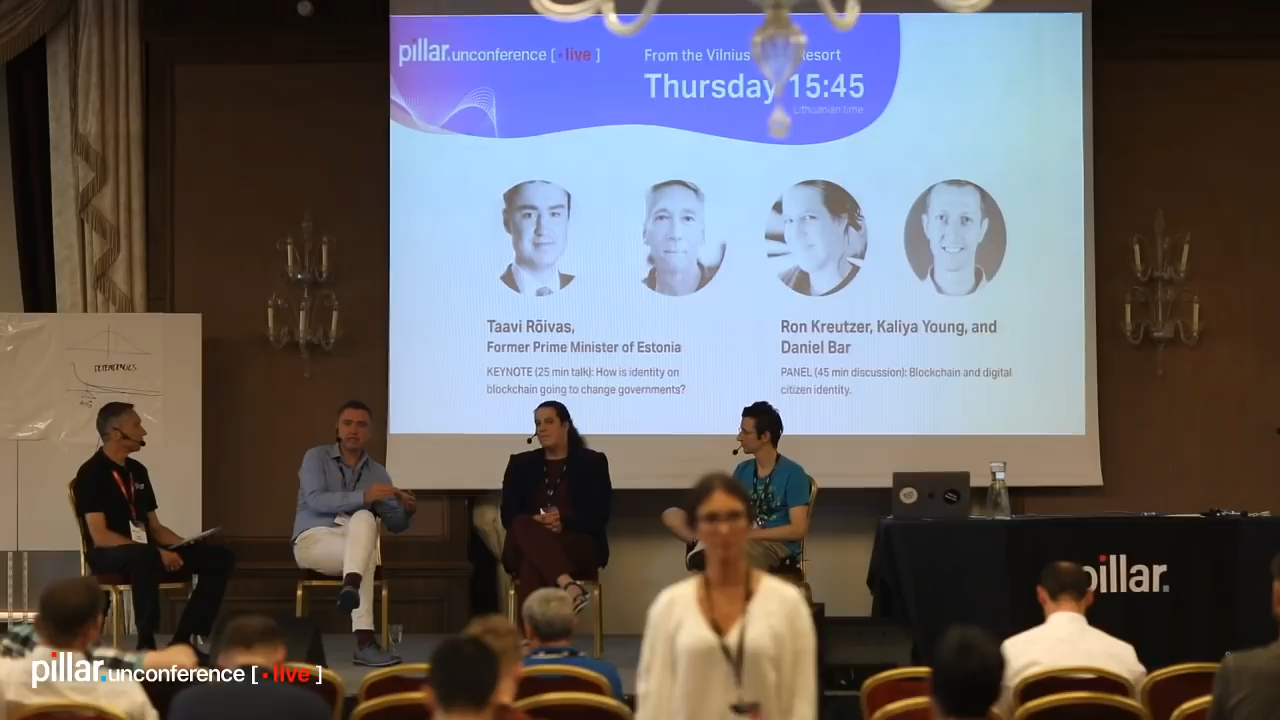 pillar.unconference [ • live ]
From the Vilnius Resort
Thursday 15:45
Lithuanian time
Taavi Rõivas,
Former Prime Minister of Estonia
KEYNOTE (25 min talk): How is identity on
blockchain going to change governments?
Ron Kreutzer, Kaliya Young, and
Daniel Bar
PANEL (45 min discussion): Blockchain and digital
citizen identity.
DEPENDENCIES
pillar.
pillar.unconference [ • live ]